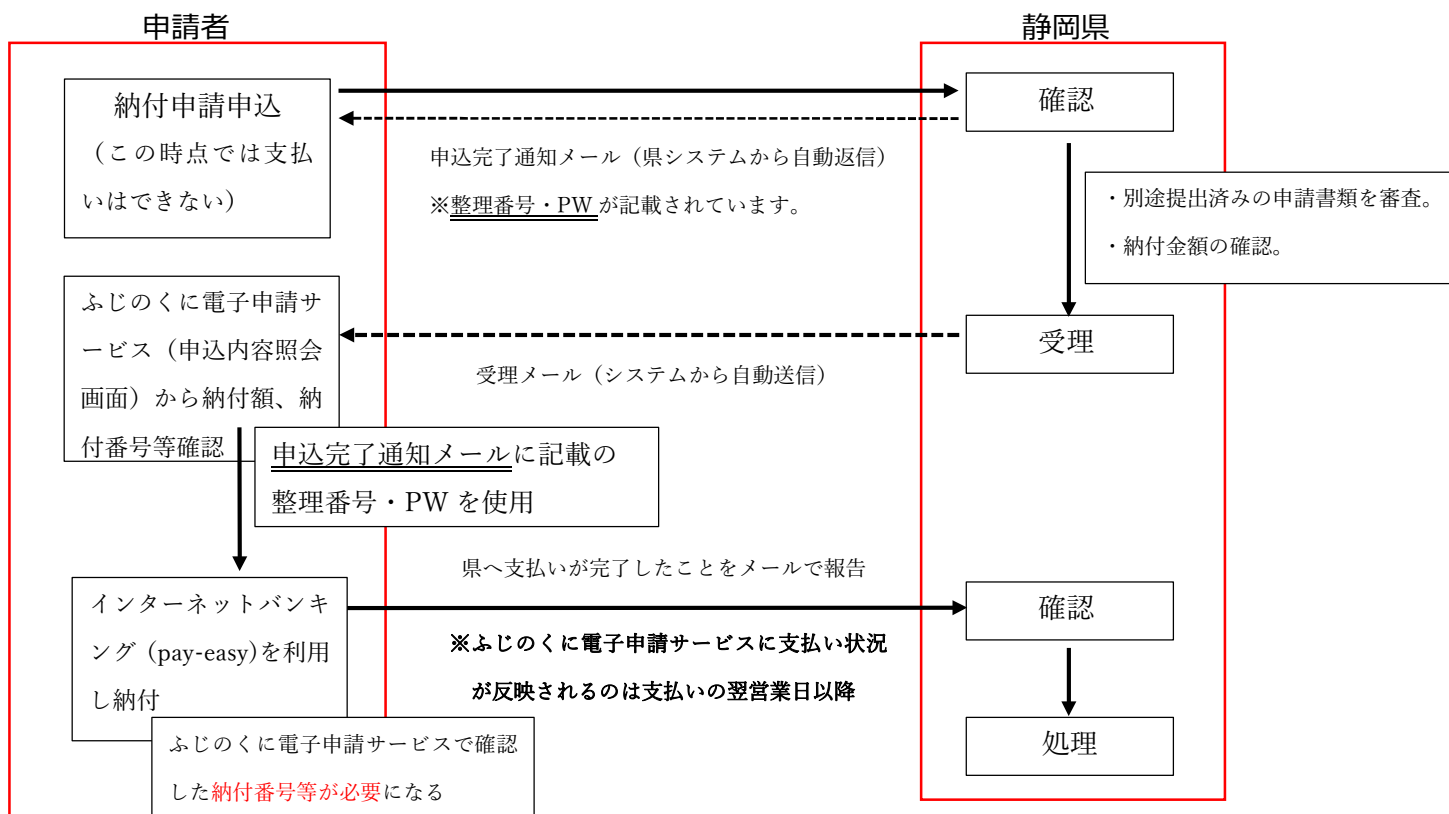 申請者
静岡県
納付申請申込
（この時点では支払
いはできない）
確認
申込完了通知メール（県システムから自動返信）
※整理番号・PW が記載されています。
・別途提出済みの申請書類を審査。
・納付金額の確認。
ふじのくに電子申請サ
ービス（申込内容照会
画面）から納付額、納
付番号等確認
受理
受理メール（システムから自動送信）
申込完了通知メールに記載の
整理番号・PW を使用
県へ支払いが完了したことをメールで報告
インターネットバンキ
ング (pay-easy)を利用
し納付
確認
※ふじのくに電子申請サービスに支払い状況
が反映されるのは支払いの翌営業日以降
ふじのくに電子申請サービスで確認
した納付番号等が必要になる
処理